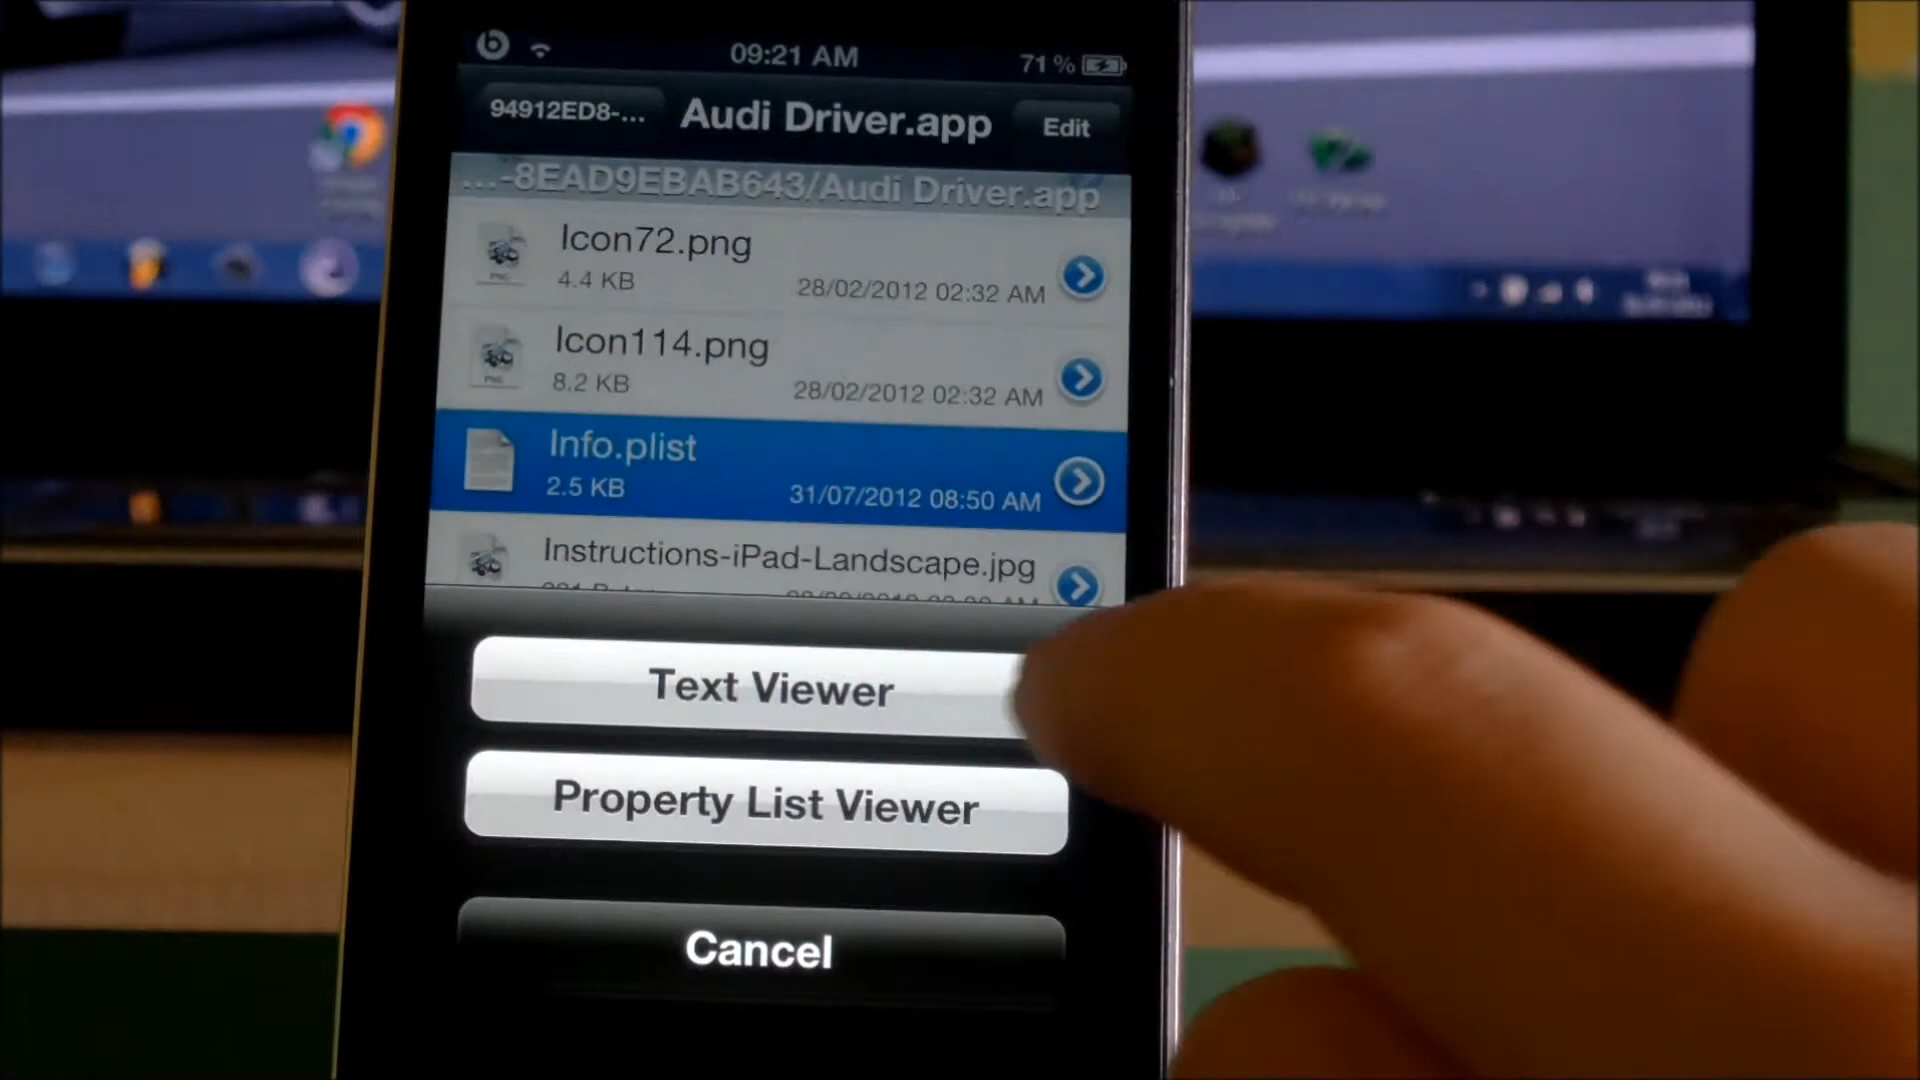 09:21 AM
71 %
94912ED8-...
Audi Driver.app
Edit
...-8EAD9EBAB643/Audi Driver.app
Icon72.png
4.4 KB
28/02/2012 02:32 AM
PNG
Icon114.png
8.2 KB
28/02/2012 02:32 AM
PNG
Info.plist
2.5 KB
31/07/2012 08:50 AM
Instructions-iPad-Landscape.jpg
Text Viewer
Property List Viewer
Cancel